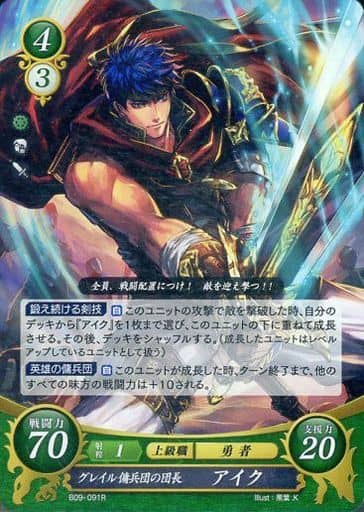 4
3
全員、戦闘配置につけ！ 敵を迎え撃つ!!
鍛え続ける剣技 自 このユニットの攻撃で敵を撃破した時、自分の
デッキから『アイク』を1枚まで選び、このユニットの下に重ねて成長
させる。その後、デッキをシャッフルする。（成長したユニットはレベル
アップしているユニットとして扱う）
英雄の傭兵団 自 このユニットが成長した時、ターン終了まで、他の
すべての味方の戦闘力は＋10される。
戦闘力 70 射程 1 上級職 勇者 支援力 20
グレイル傭兵団の団長 アイク
B09-091R Illust：黒葉.K